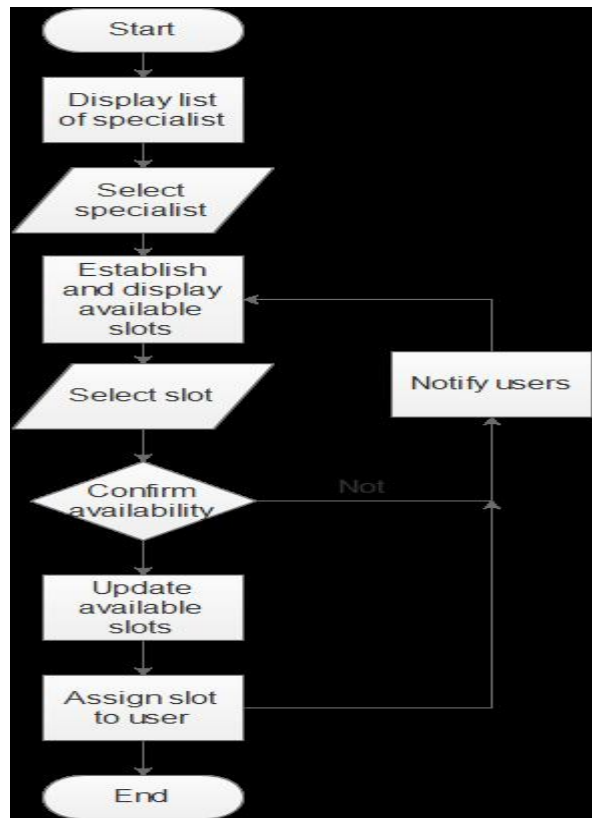 Start
Display list
of specialist
Select
specialist
Establish
and display
available
slots
Notify users
Select slot
Not
Confirm
availability
Update
available
slots
Assign slot
to user
End